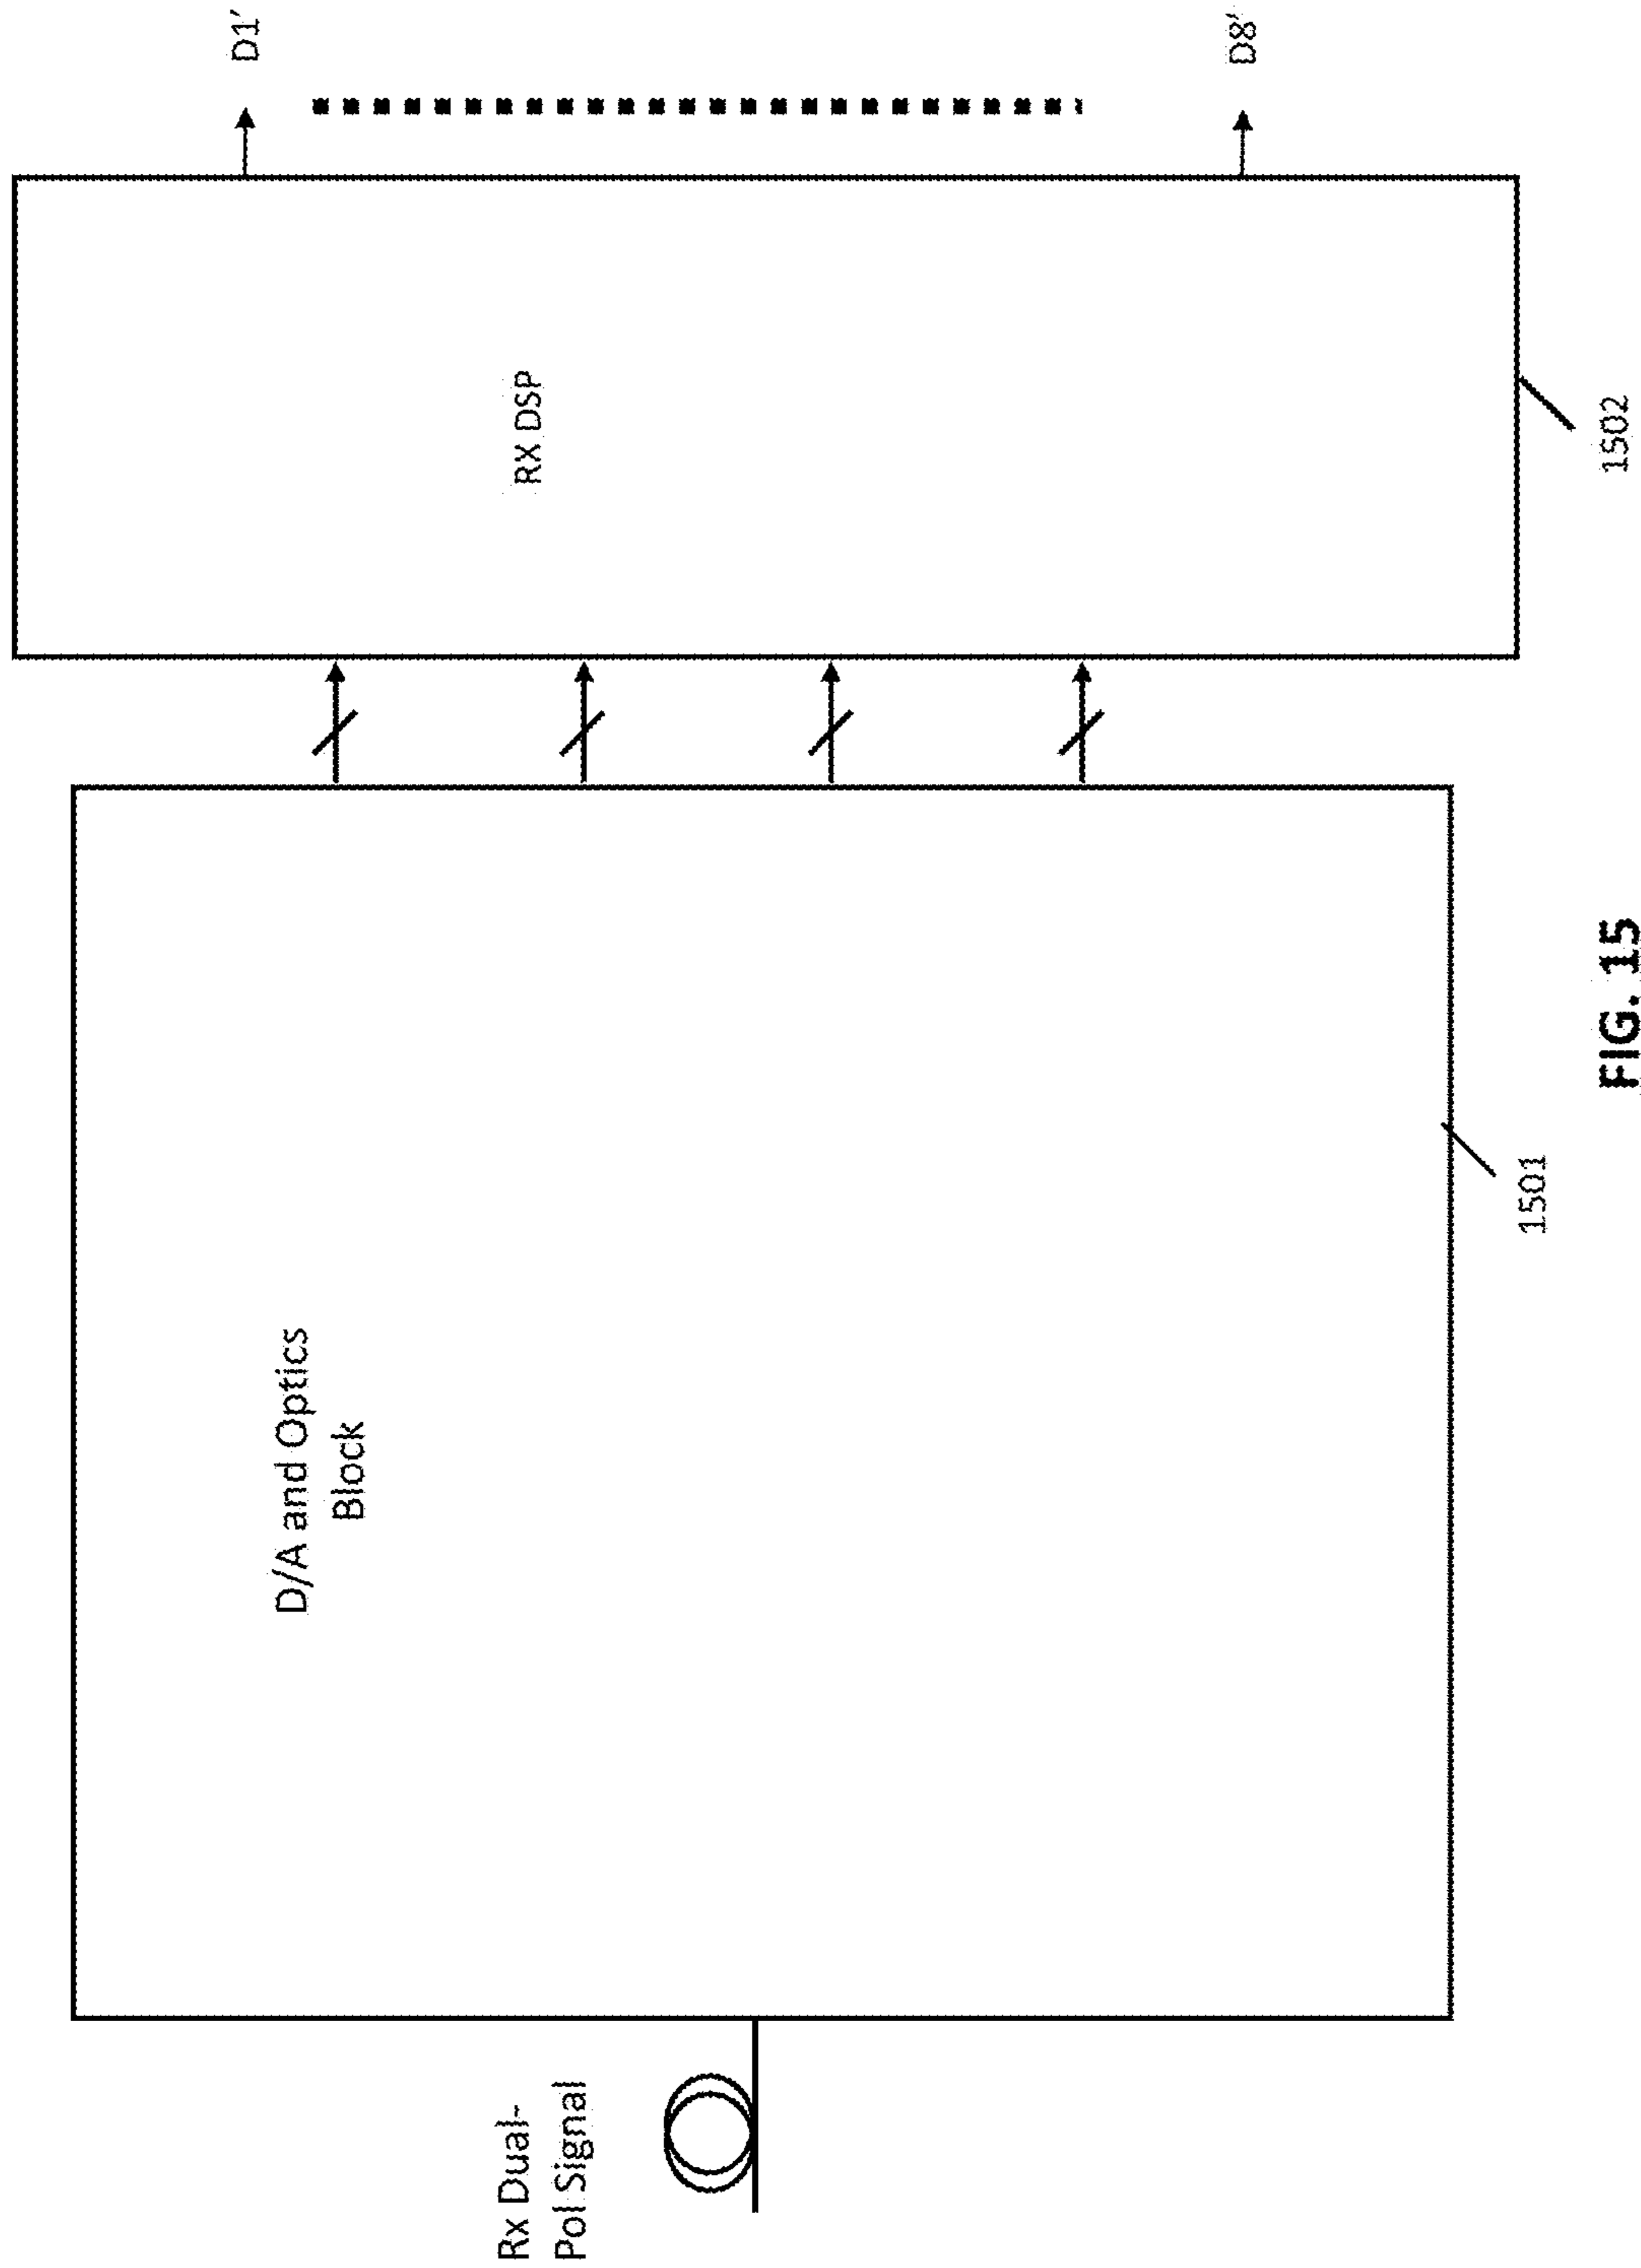 Rx Dual-
Pol Signal
D/A and Optics
Block
1501
RX DSP
1502
D1'
D8'
FIG. 15